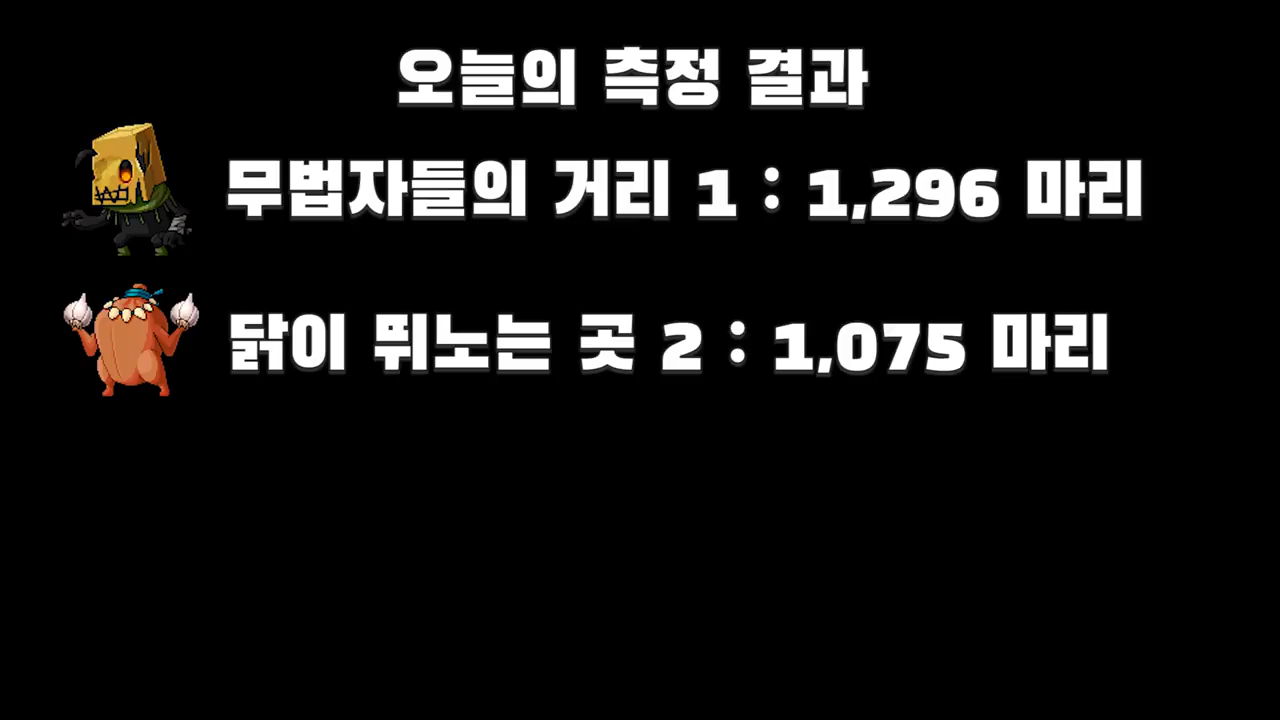 오늘의 측정 결과
무법자들의 거리 1 : 1,296 마리
닭이 뛰노는 곳 2 : 1,075 마리